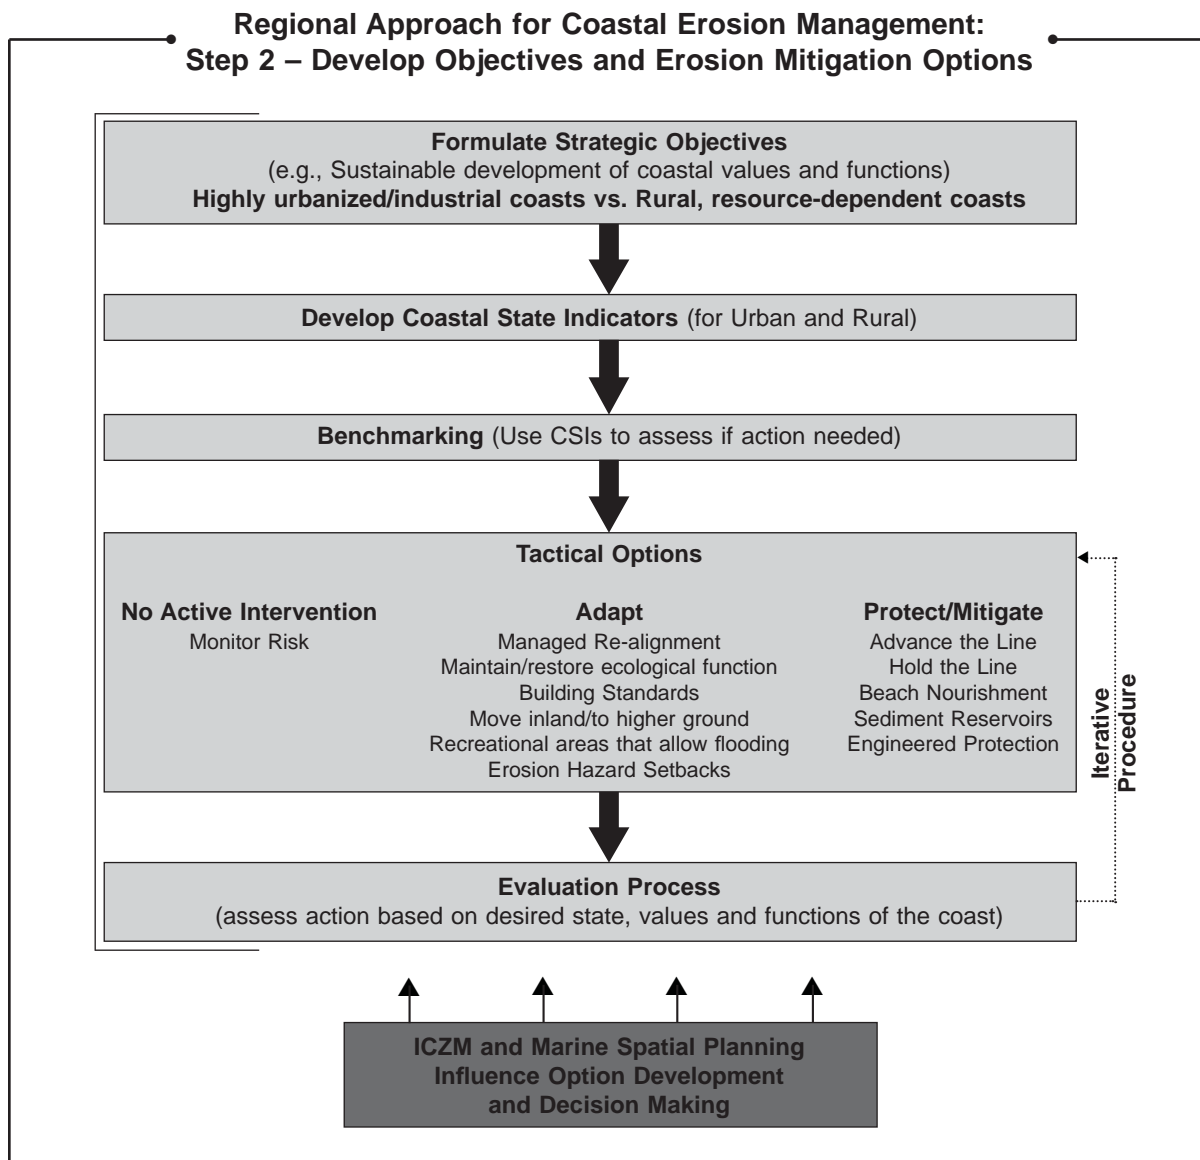 Regional Approach for Coastal Erosion Management:
Step 2 – Develop Objectives and Erosion Mitigation Options
Formulate Strategic Objectives
(e.g., Sustainable development of coastal values and functions)
Highly urbanized/industrial coasts vs. Rural, resource-dependent coasts
Develop Coastal State Indicators (for Urban and Rural)
Benchmarking (Use CSIs to assess if action needed)
Tactical Options
No Active Intervention
Monitor Risk
Adapt
Managed Re-alignment
Maintain/restore ecological function
Building Standards
Move inland/to higher ground
Recreational areas that allow flooding
Erosion Hazard Setbacks
Protect/Mitigate
Advance the Line
Hold the Line
Beach Nourishment
Sediment Reservoirs
Engineered Protection
Iterative
Procedure
Evaluation Process
(assess action based on desired state, values and functions of the coast)
ICZM and Marine Spatial Planning
Influence Option Development
and Decision Making